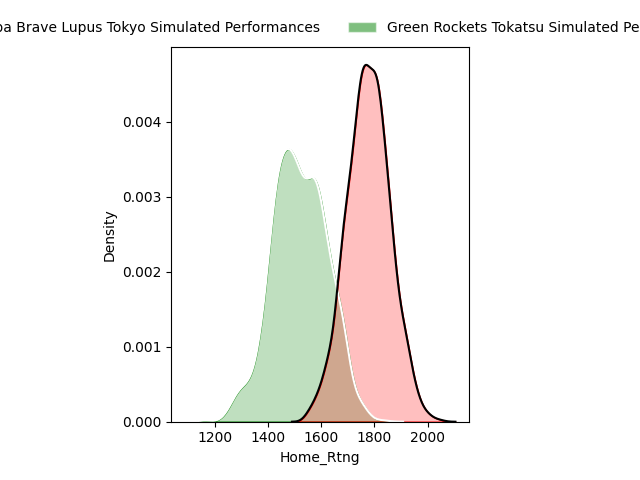 Brave Lupus Tokyo Simulated Performances
Green Rockets Tokatsu Simulated
0.004
0.003
0.002
0.001
0.000
Density
1200 1400 1600 1800 2000
Home_Rtng